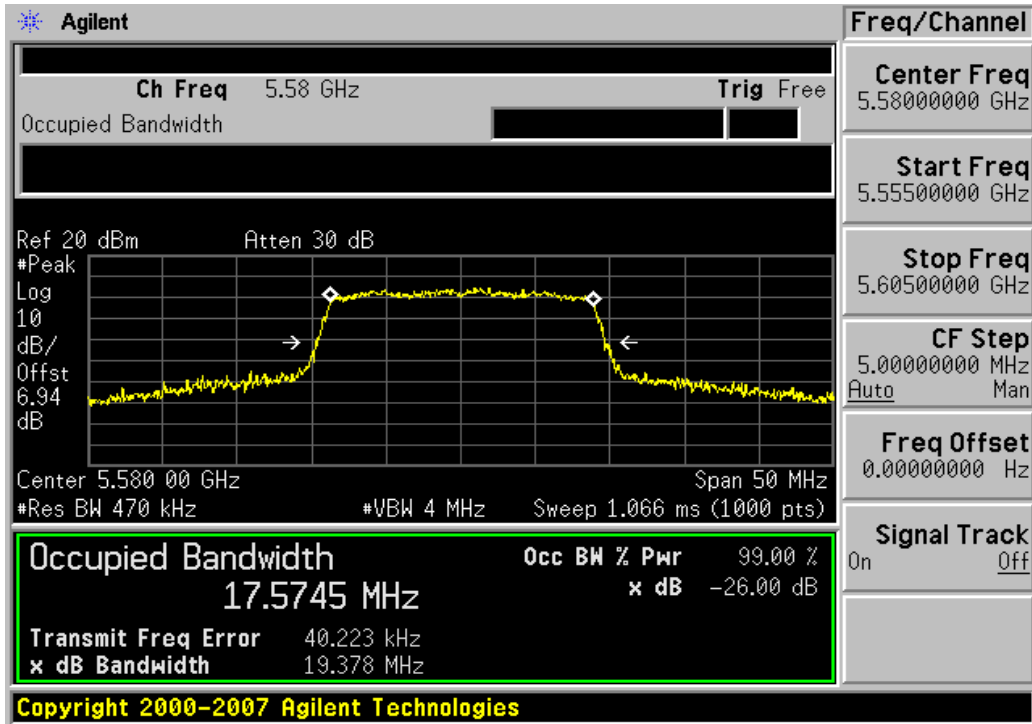 Agilent
Freq/Channel
Ch Freq 5.58 GHz Trig Free
Occupied Bandwidth
Center Freq
5.58000000 GHz
Start Freq
5.55500000 GHz
Stop Freq
5.60500000 GHz
CF Step
5.00000000 MHz
Auto Man
Freq Offset
0.00000000 Hz
Signal Track
On Off
Ref 20 dBm Atten 30 dB
#Peak
Log
10
dB/
Offst
6.94
dB
Center 5.580 00 GHz Span 50 MHz
#Res BW 470 kHz #VBW 4 MHz Sweep 1.066 ms (1000 pts)
Occupied Bandwidth Occ BW % Pwr 99.00 %
17.5745 MHz x dB -26.00 dB
Transmit Freq Error 40.223 kHz
x dB Bandwidth 19.378 MHz
Copyright 2000-2007 Agilent Technologies